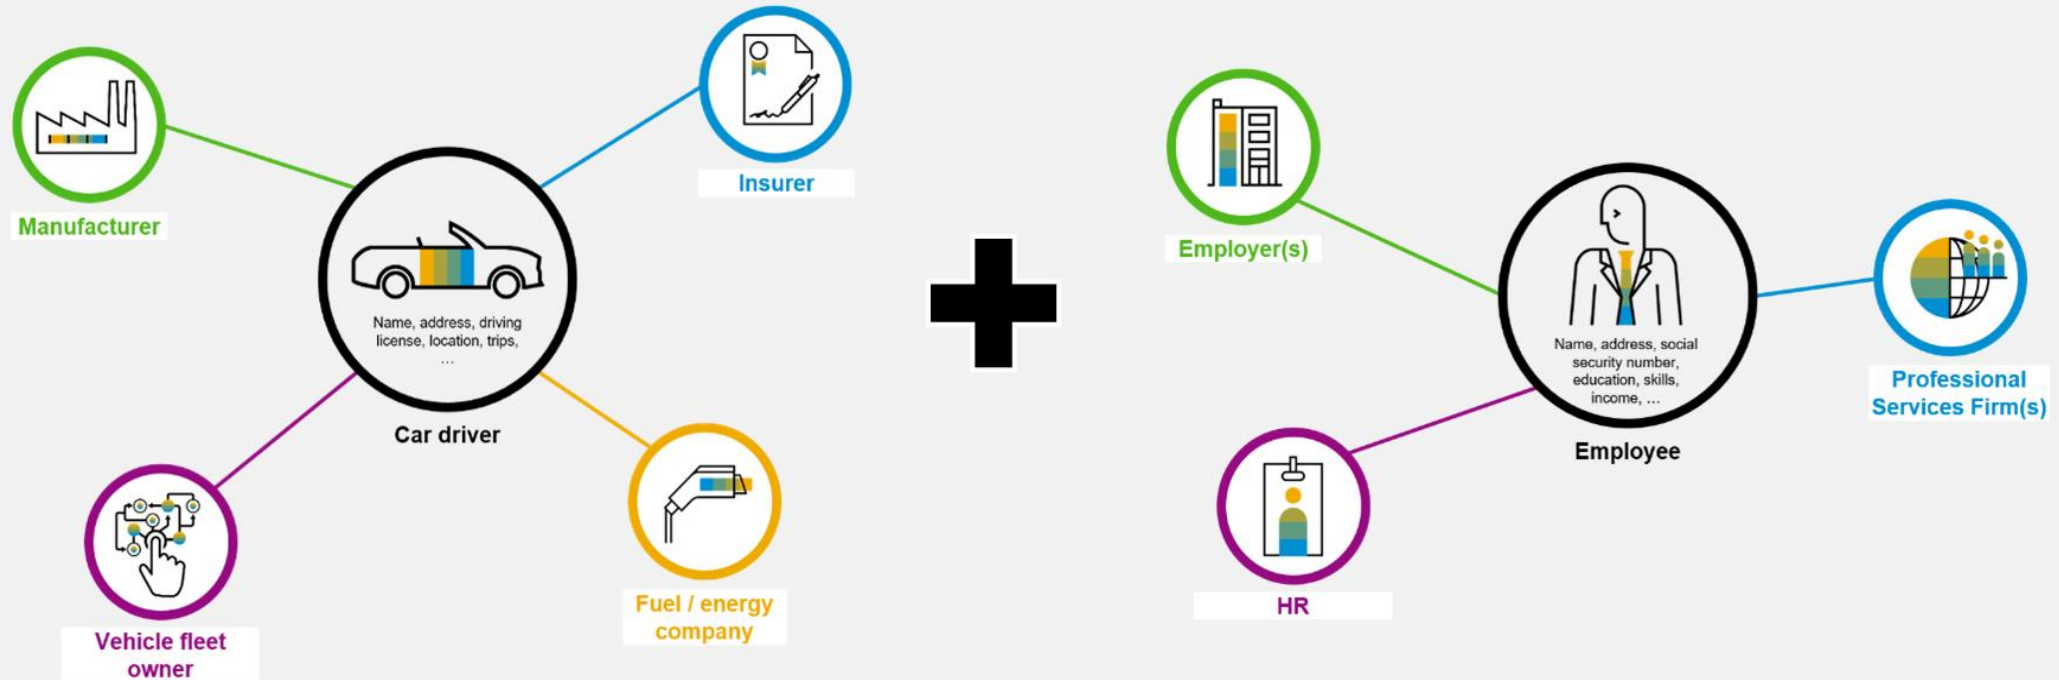 Manufacturer
Insurer
Name, address, driving
license, location, trips,
...
Car driver
Vehicle fleet
owner
Fuel / energy
company
Employer(s)
Name, address, social
security number,
education, skills,
income, ...
Employee
Professional
Services Firm(s)
HR